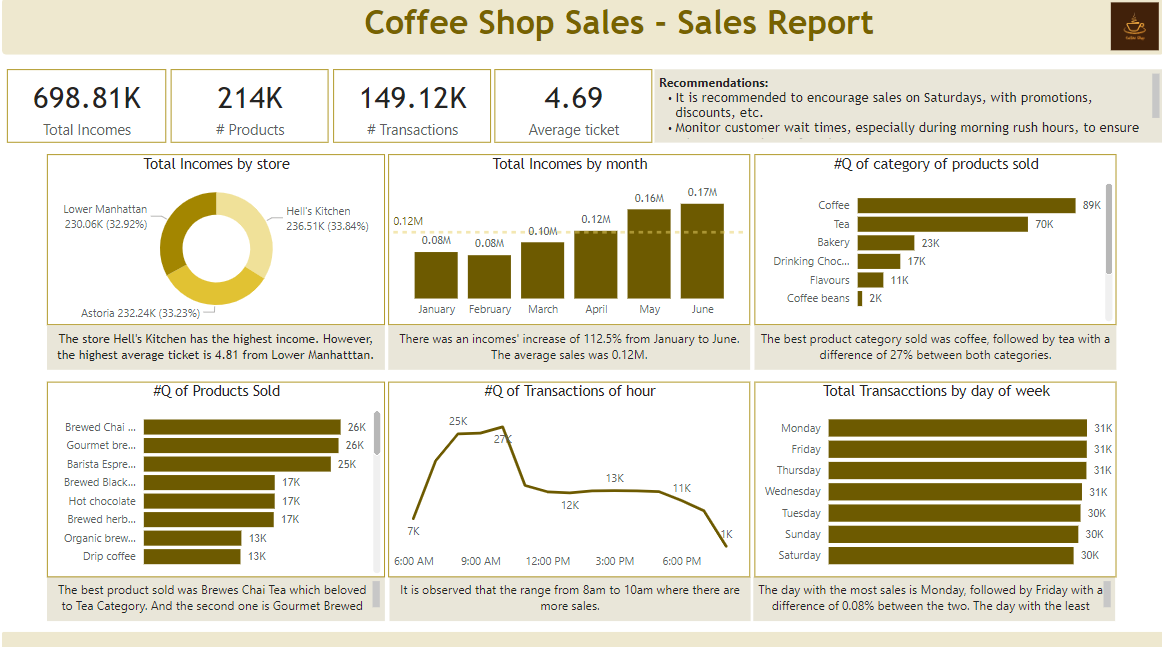 Coffee Shop Sales - Sales Report
698.81K
Total Incomes
214K
# Products
149.12K
# Transactions
4.69
Average ticket
Recommendations:
• It is recommended to encourage sales on Saturdays, with promotions,
discounts, etc.
• Monitor customer wait times, especially during morning rush hours, to ensure
Total Incomes by store
Lower Manhattan
230.06K (32.92%)
Hell's Kitchen
236.51K (33.84%)
Astoria 232.24K (33.23%)
The store Hell's Kitchen has the highest income. However,
the highest average ticket is 4.81 from Lower Manhatttan.
Total Incomes by month
0.12M
0.08M
0.08M
0.10M
0.12M
0.16M
0.17M
January
February
March
April
May
June
There was an incomes' increase of 112.5% from January to June.
The average sales was 0.12M.
#Q of category of products sold
Coffee 89K
Tea 70K
Bakery 23K
Drinking Choc... 17K
Flavours 11K
Coffee beans 2K
The best product category sold was coffee, followed by tea with a
difference of 27% between both categories.
#Q of Products Sold
Brewed Chai ... 26K
Gourmet bre... 26K
Barista Espre... 25K
Brewed Black... 17K
Hot chocolate 17K
Brewed herb... 17K
Organic brew... 13K
Drip coffee 13K
The best product sold was Brewes Chai Tea which beloved
to Tea Category. And the second one is Gourmet Brewed
#Q of Transactions of hour
7K
25K
27K
12K
13K
11K
1K
6:00 AM
9:00 AM
12:00 PM
3:00 PM
6:00 PM
It is observed that the range from 8am to 10am where there are
more sales.
Total Transacctions by day of week
Monday 31K
Friday 31K
Thursday 31K
Wednesday 31K
Tuesday 30K
Sunday 30K
Saturday 30K
The day with the most sales is Monday, followed by Friday with a
difference of 0.08% between the two. The day with the least